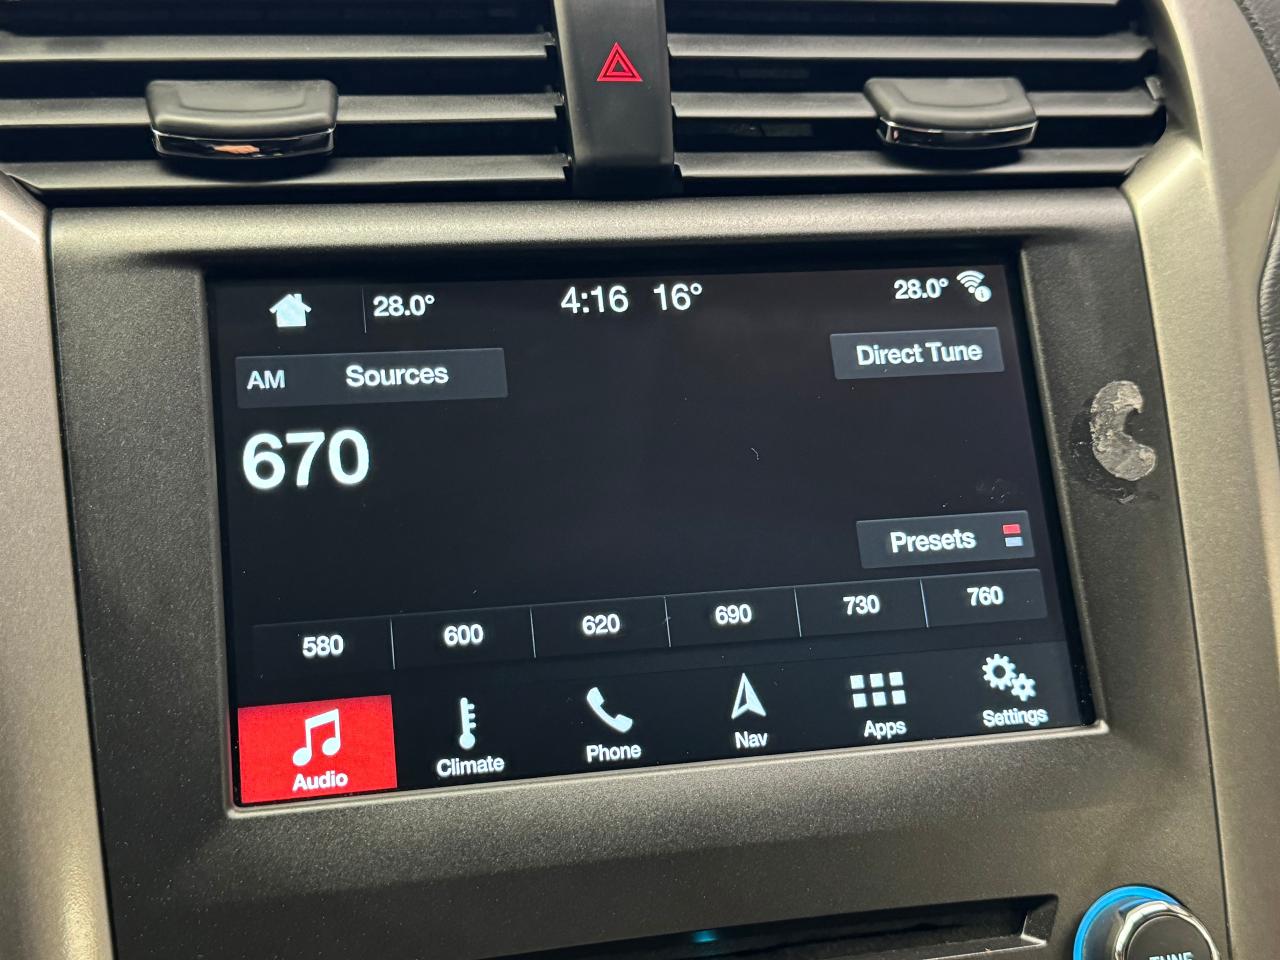 28.0° 4:16 16° 28.0°
AM Sources Direct Tune
670
Presets
580 600 620 690 730 760
Audio Climate Phone Nav Apps Settings
TUNE